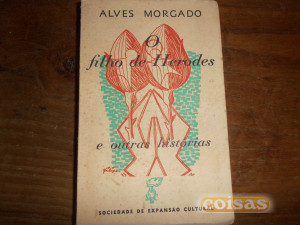 ALVES MORGADO
O
filho de Herodes
e outras histórias
SOCIEDADE DE EXPANSÃO CULTURAL
coisas